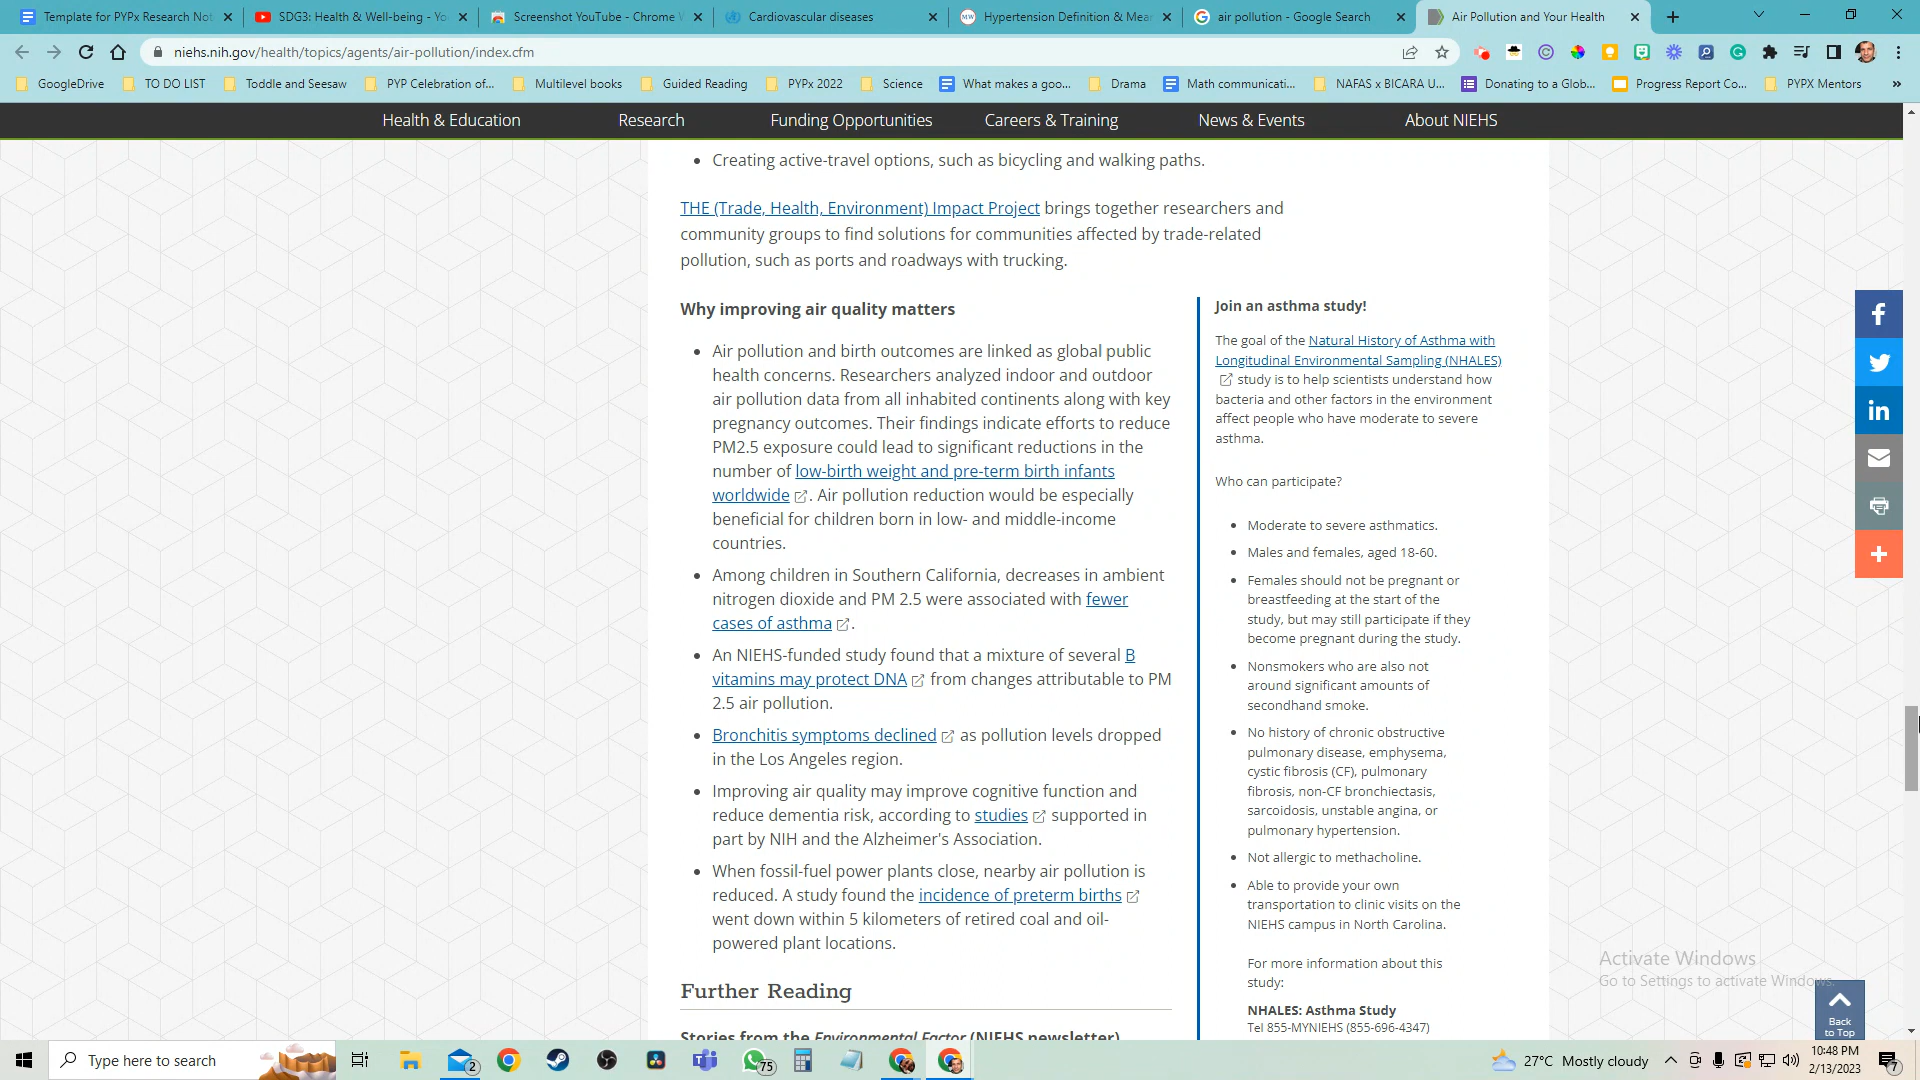 Template for PYPx Research Not
SDG3: Health & Well-being - Yo
Screenshot YouTube - Chrome
Cardiovascular diseases
Hypertension Definition & Mea
air pollution - Google Search
Air Pollution and Your Health
niehs.nih.gov/health/topics/agents/air-pollution/index.cfm
GoogleDrive
TO DO LIST
Toddle and Seesaw
PYP Celebration of...
Multilevel books
Guided Reading
PYPx 2022
Science
What makes a goo...
Drama
Math communicati...
NAFAS x BICARA U...
Donating to a Glob...
Progress Report Co...
PYPX Mentors
Health & Education
Research
Funding Opportunities
Careers & Training
News & Events
About NIEHS
Creating active-travel options, such as bicycling and walking paths.
THE (Trade, Health, Environment) Impact Project brings together researchers and
community groups to find solutions for communities affected by trade-related
pollution, such as ports and roadways with trucking.
Why improving air quality matters
Air pollution and birth outcomes are linked as global public
health concerns. Researchers analyzed indoor and outdoor
air pollution data from all inhabited continents along with key
pregnancy outcomes. Their findings indicate efforts to reduce
PM2.5 exposure could lead to significant reductions in the
number of low-birth weight and pre-term birth infants
worldwide . Air pollution reduction would be especially
beneficial for children born in low- and middle-income
countries.
Among children in Southern California, decreases in ambient
nitrogen dioxide and PM 2.5 were associated with fewer
cases of asthma .
An NIEHS-funded study found that a mixture of several B
vitamins may protect DNA from changes attributable to PM
2.5 air pollution.
Bronchitis symptoms declined as pollution levels dropped
in the Los Angeles region.
Improving air quality may improve cognitive function and
reduce dementia risk, according to studies supported in
part by NIH and the Alzheimer's Association.
When fossil-fuel power plants close, nearby air pollution is
reduced. A study found the incidence of preterm births
went down within 5 kilometers of retired coal and oil-
powered plant locations.
Further Reading
Stories from the Environmental Factor (NIEHS newsletter)
Join an asthma study!
The goal of the Natural History of Asthma with
Longitudinal Environmental Sampling (NHALES)
study is to help scientists understand how
bacteria and other factors in the environment
affect people who have moderate to severe
asthma.
Who can participate?
Moderate to severe asthmatics.
Males and females, aged 18-60.
Females should not be pregnant or
breastfeeding at the start of the
study, but may still participate if they
become pregnant during the study.
Nonsmokers who are also not
around significant amounts of
secondhand smoke.
No history of chronic obstructive
pulmonary disease, emphysema,
cystic fibrosis (CF), pulmonary
fibrosis, non-CF bronchiectasis,
sarcoidosis, unstable angina, or
pulmonary hypertension.
Not allergic to methacholine.
Able to provide your own
transportation to clinic visits on the
NIEHS campus in North Carolina.
For more information about this
study:
NHALES: Asthma Study
Tel 855-MYNIEHS (855-696-4347)
Activate Windows
Go to Settings to activate Windows.
Back
to Top
Type here to search
2
75
27°C Mostly cloudy
10:48 PM
2/13/2023
7